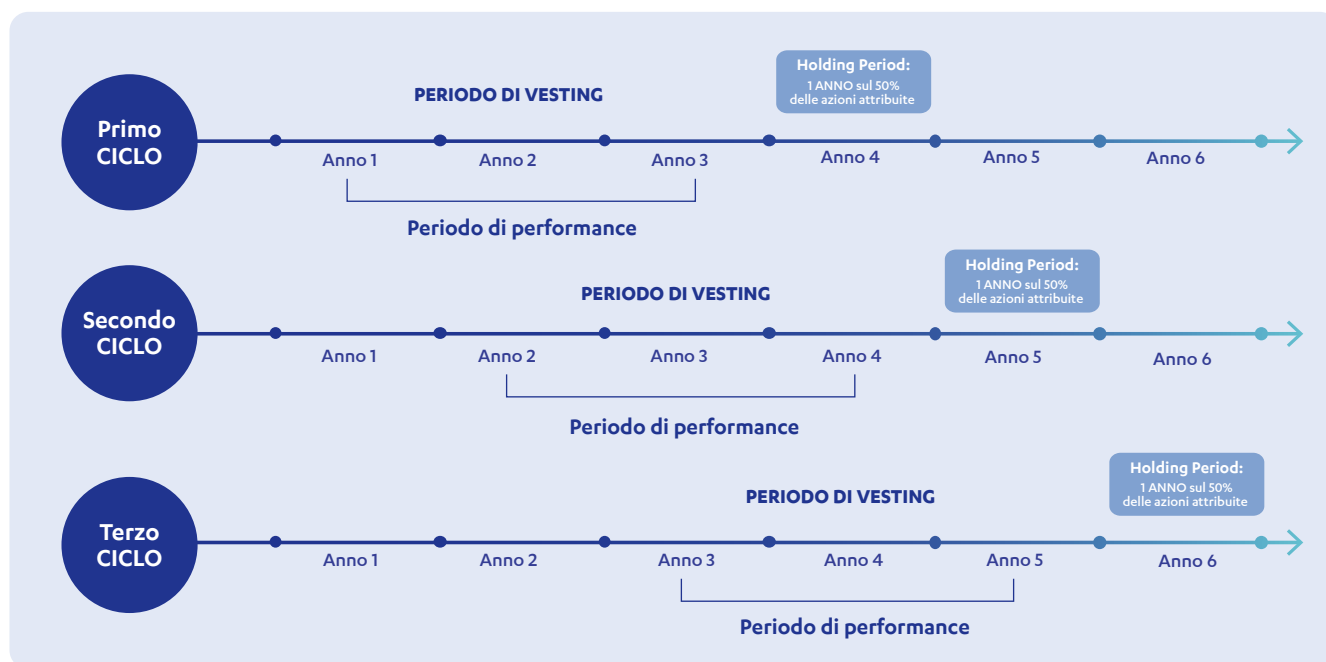 Holding Period:
1 ANNO sul 50%
delle azioni attribuite
PERIODO DI VESTING
Primo
CICLO
Anno 1
Anno 2
Anno 3
Anno 4
Anno 5
Anno 6
Periodo di performance
Holding Period:
1 ANNO sul 50%
delle azioni attribuite
PERIODO DI VESTING
Secondo
CICLO
Anno 1
Anno 2
Anno 3
Anno 4
Anno 5
Anno 6
Periodo di performance
Holding Period:
1 ANNO sul 50%
delle azioni attribuite
PERIODO DI VESTING
Terzo
CICLO
Anno 1
Anno 2
Anno 3
Anno 4
Anno 5
Anno 6
Periodo di performance